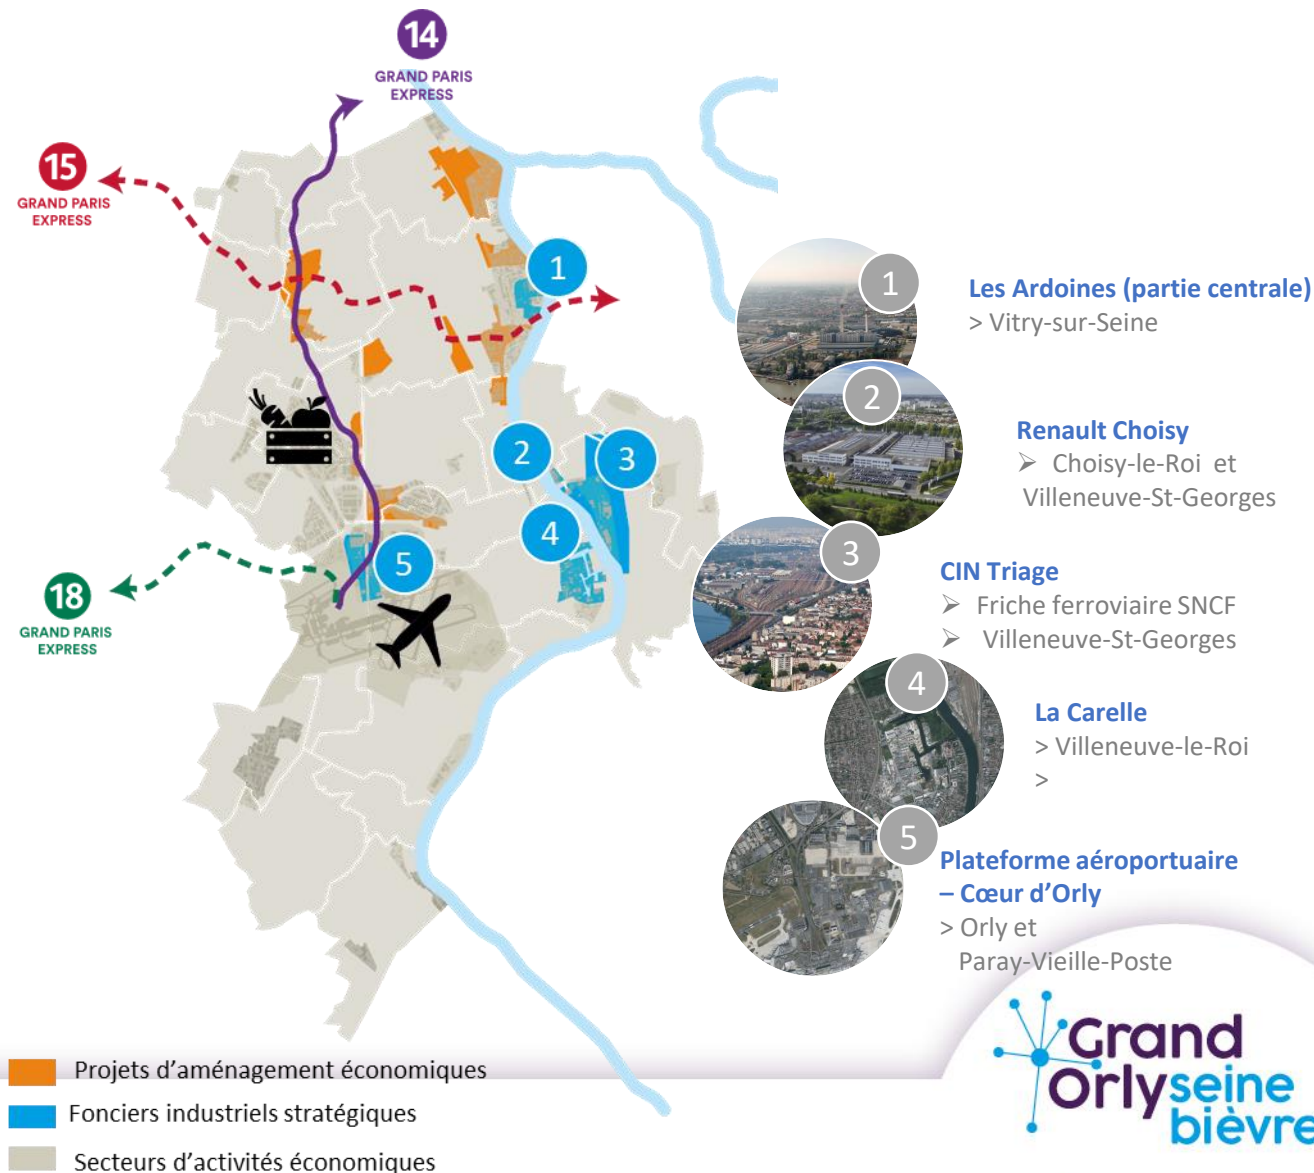 14
GRAND PARIS
EXPRESS
15
GRAND PARIS
EXPRESS
1
2
3
4
5
18
GRAND PARIS
EXPRESS
1
Les Ardoines (partie centrale)
> Vitry-sur-Seine
2
Renault Choisy
➢ Choisy-le-Roi et
Villeneuve-St-Georges
3
CIN Triage
➢ Friche ferroviaire SNCF
➢ Villeneuve-St-Georges
4
La Carelle
> Villeneuve-le-Roi
>
5
Plateforme aéroportuaire
– Cœur d’Orly
> Orly et
Paray-Vieille-Poste
Projets d’aménagement économiques
Fonciers industriels stratégiques
Secteurs d’activités économiques
Grand
Orly seine
bièvre